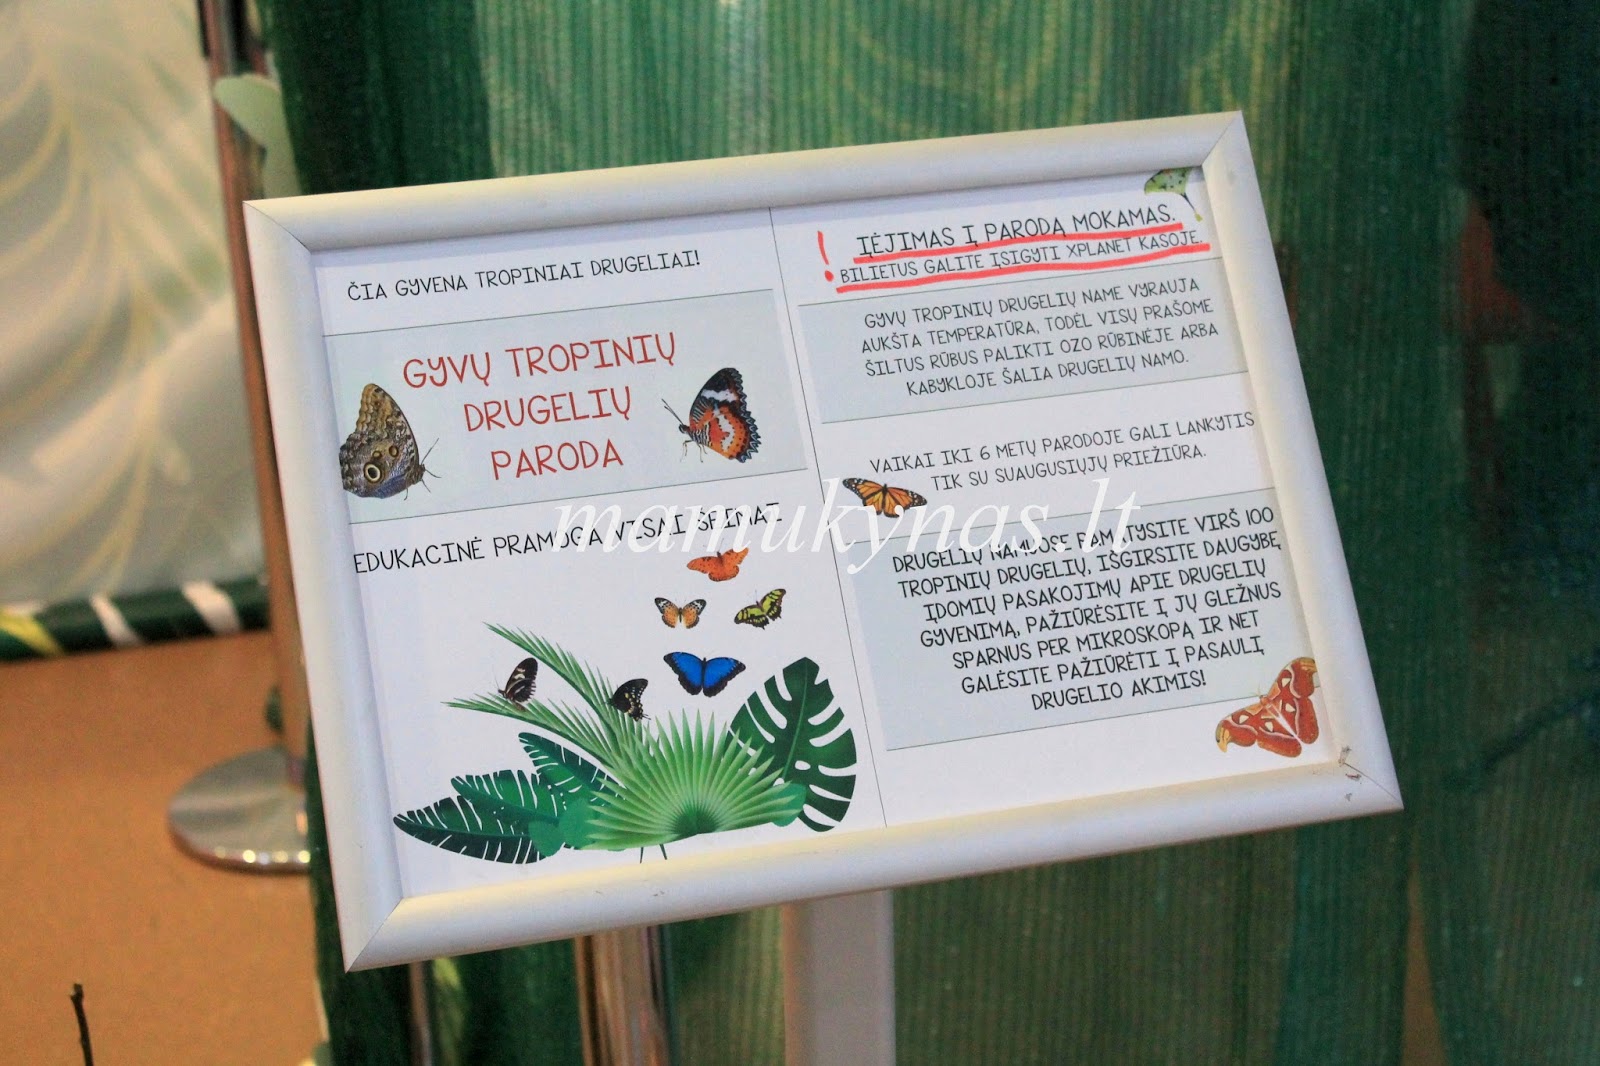 ČIA GYVENA TROPINIAI DRUGELIAI!
GYVŲ TROPINIŲ
DRUGELIŲ
PARODA
EDUKACINĖ PRAMOGA VISAI ŠEIMAI
! ĮĖJIMAS Į PARODĄ MOKAMAS.
BILIETUS GALITE ĮSIGYTI XPLANET KASOJE.
GYVŲ TROPINIŲ DRUGELIŲ NAME VYRAUJA
AUKŠTA TEMPERATŪRA, TODĖL VISŲ PRAŠOME
ŠILTUS RŪBUS PALIKTI OZO RŪBINĖJE ARBA
KABYKLOJE ŠALIA DRUGELIŲ NAMO.
VAIKAI IKI 6 METŲ PARODOJE GALI LANKYTIS
TIK SU SUAUGUSIŲJŲ PRIEŽIŪRA.
DRUGELIŲ NAMUOSE PAMATYSITE VIRŠ 100
TROPINIŲ DRUGELIŲ, IŠGIRSITE DAUGYBĘ
ĮDOMIŲ PASAKOJIMŲ APIE DRUGELIŲ
GYVENIMĄ, PAŽIŪRĖSITE Į JŲ GLEŽNUS
SPARNUS PER MIKROSKOPĄ IR NET
GALĖSITE PAŽIŪRĖTI Į PASAULĮ
DRUGELIO AKIMIS!
mamukynas.lt